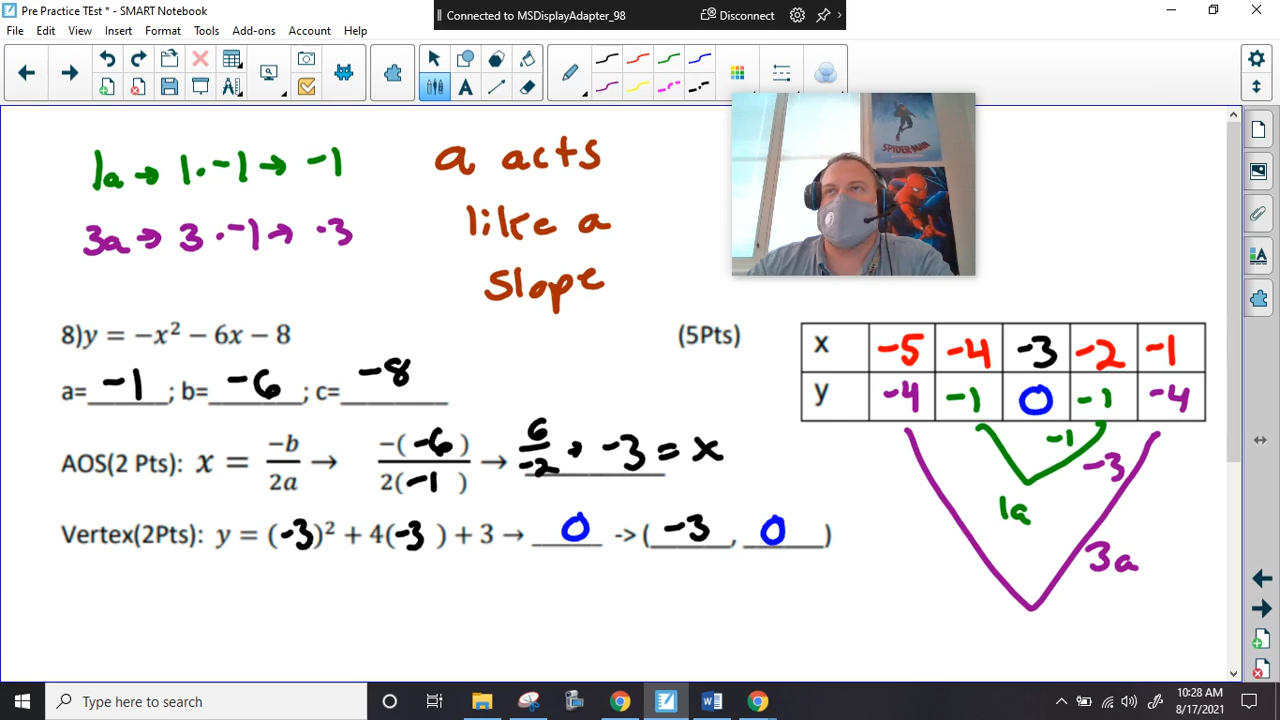 Pre Practice TEst * - SMART Notebook
Connected to MSDisplayAdapter_98
Disconnect
File Edit View Insert Format Tools Add-ons Account Help
SPIDER-MAN
1a → 1 · -1 → -1
3a → 3 · -1 → -3
a acts
like a
slope
8)y = −x² − 6x − 8
(5Pts)
a= -1 ; b= -6 ; c= -8
AOS(2 Pts): x = −b/2a → −(-6)/2(-1) → 6/-2 → -3 = x
Vertex(2Pts): y = (-3)² + 4(-3) + 3 → 0 -> ( -3 , 0 )
x -5 -4 -3 -2 -1
y -4 -1 0 -1 -4
-1
-3
1a
3a
Type here to search
10:28 AM
8/17/2021